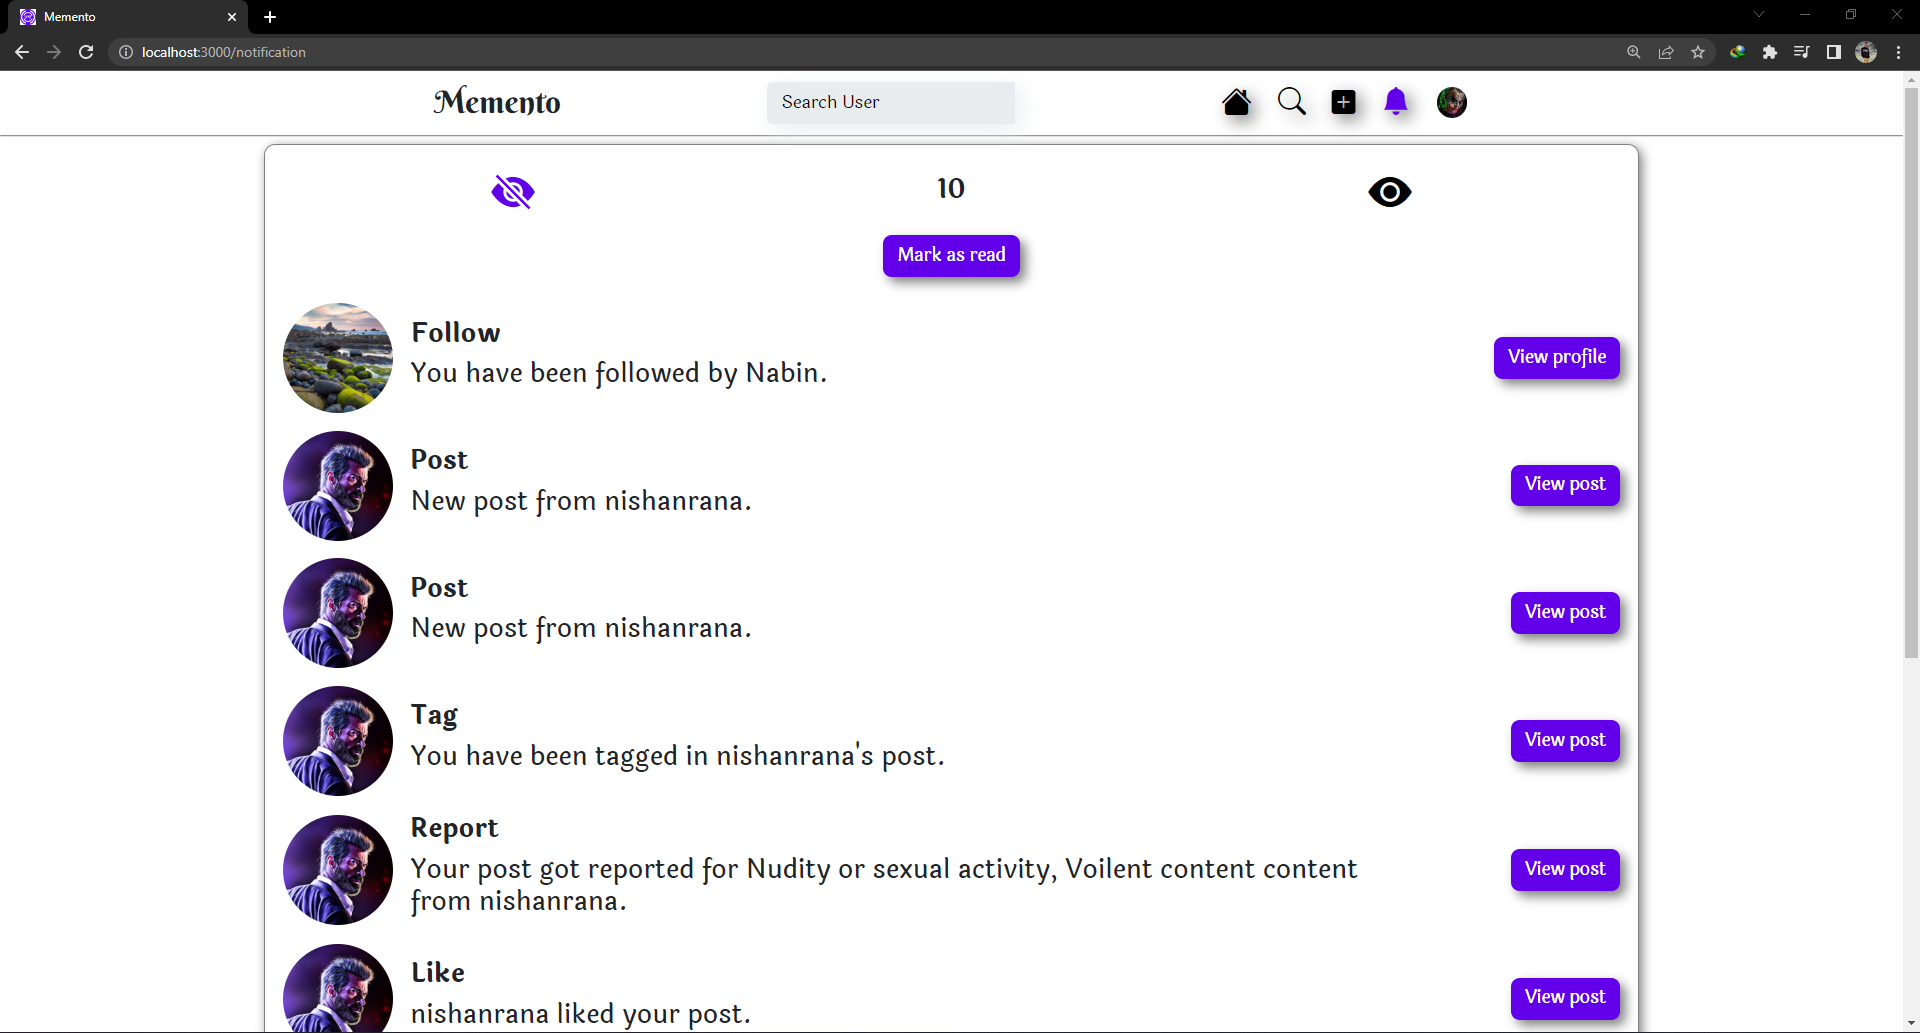 Memento
localhost:3000/notification
Memento
Search User
10
Mark as read
Follow
You have been followed by Nabin.
View profile
Post
New post from nishanrana.
View post
Post
New post from nishanrana.
View post
Tag
You have been tagged in nishanrana's post.
View post
Report
Your post got reported for Nudity or sexual activity, Voilent content content
from nishanrana.
View post
Like
nishanrana liked your post.
View post